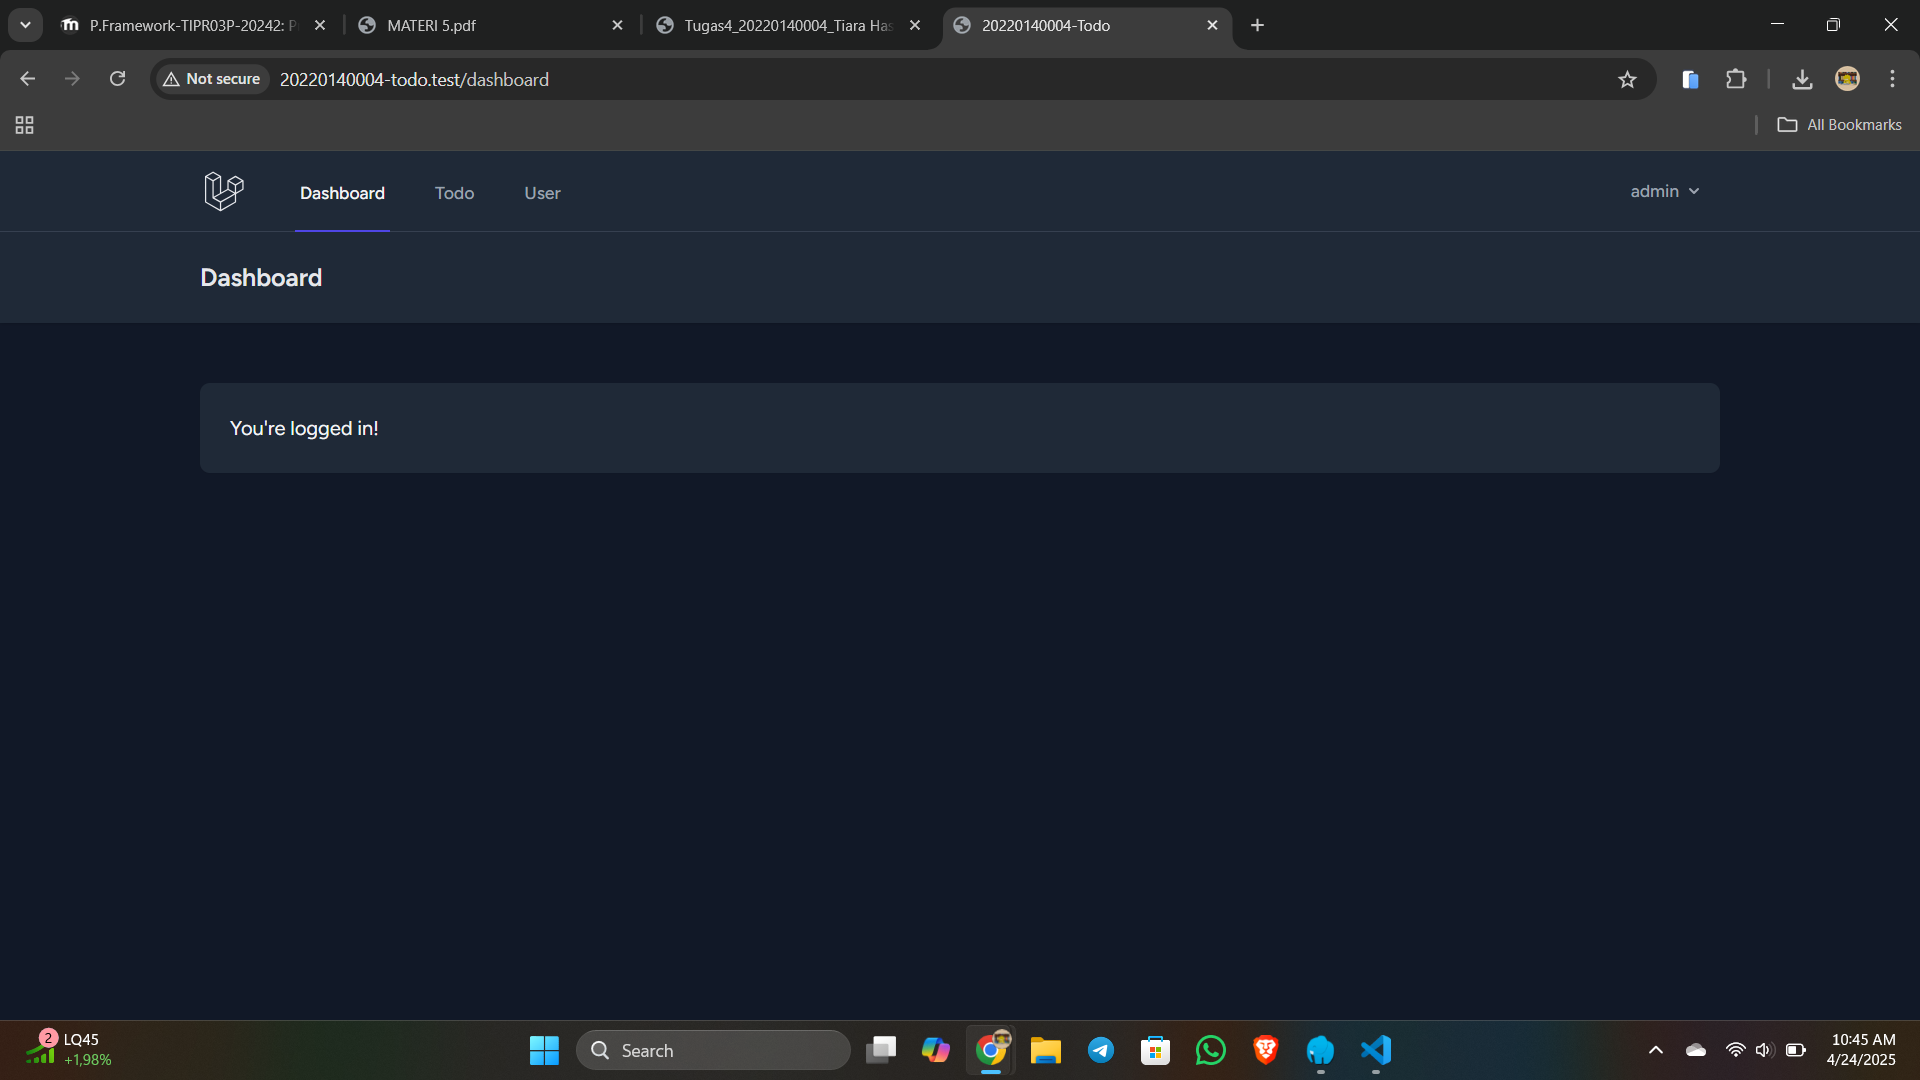 P.Framework-TIPR03P-20242: P
MATERI 5.pdf
Tugas4_20220140004_Tiara Has
20220140004-Todo
Not secure
20220140004-todo.test/dashboard
All Bookmarks
Dashboard
Todo
User
admin
Dashboard
You're logged in!
2
LQ45
+1,98%
Search
10:45 AM
4/24/2025